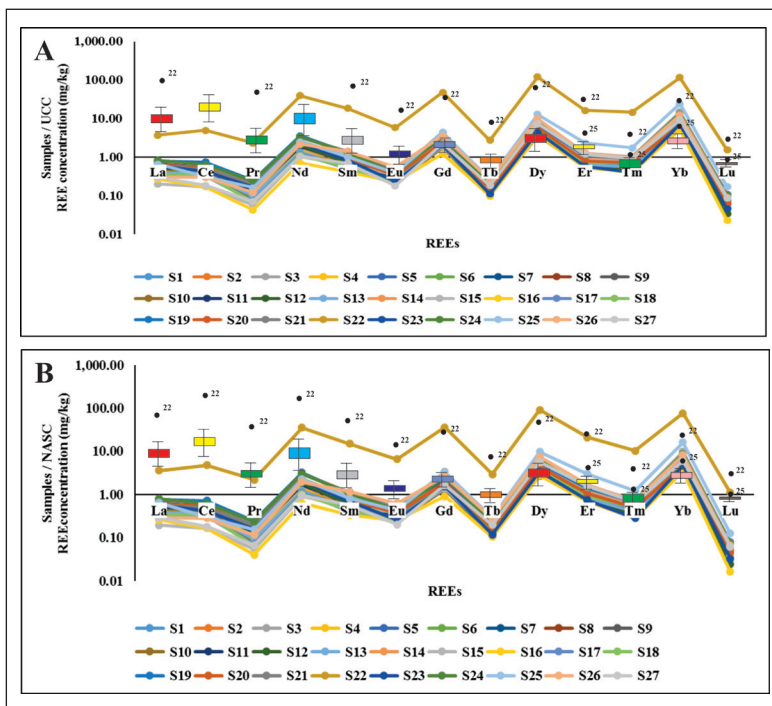 A
Samples / UCC
REE concentration (mg/kg)
1,000.00
100.00
10.00
1.00
0.10
0.01
22 22 22 22 22 22 22 22 22 22 22 22
25 25 25
La Ce Pr Nd Sm Eu Gd Tb Dy Er Tm Yb Lu
REEs
S1 S2 S3 S4 S5 S6 S7 S8 S9
S10 S11 S12 S13 S14 S15 S16 S17 S18
S19 S20 S21 S22 S23 S24 S25 S26 S27
B
Samples / NASC
REEconcentration (mg/kg)
1,000.00
100.00
10.00
1.00
0.10
0.01
22 22 22 22 22 22 22 22 22 22 22 22 22
25 25 25 25
La Ce Pr Nd Sm Eu Gd Tb Dy Er Tm Yb Lu
REEs
S1 S2 S3 S4 S5 S6 S7 S8 S9
S10 S11 S12 S13 S14 S15 S16 S17 S18
S19 S20 S21 S22 S23 S24 S25 S26 S27